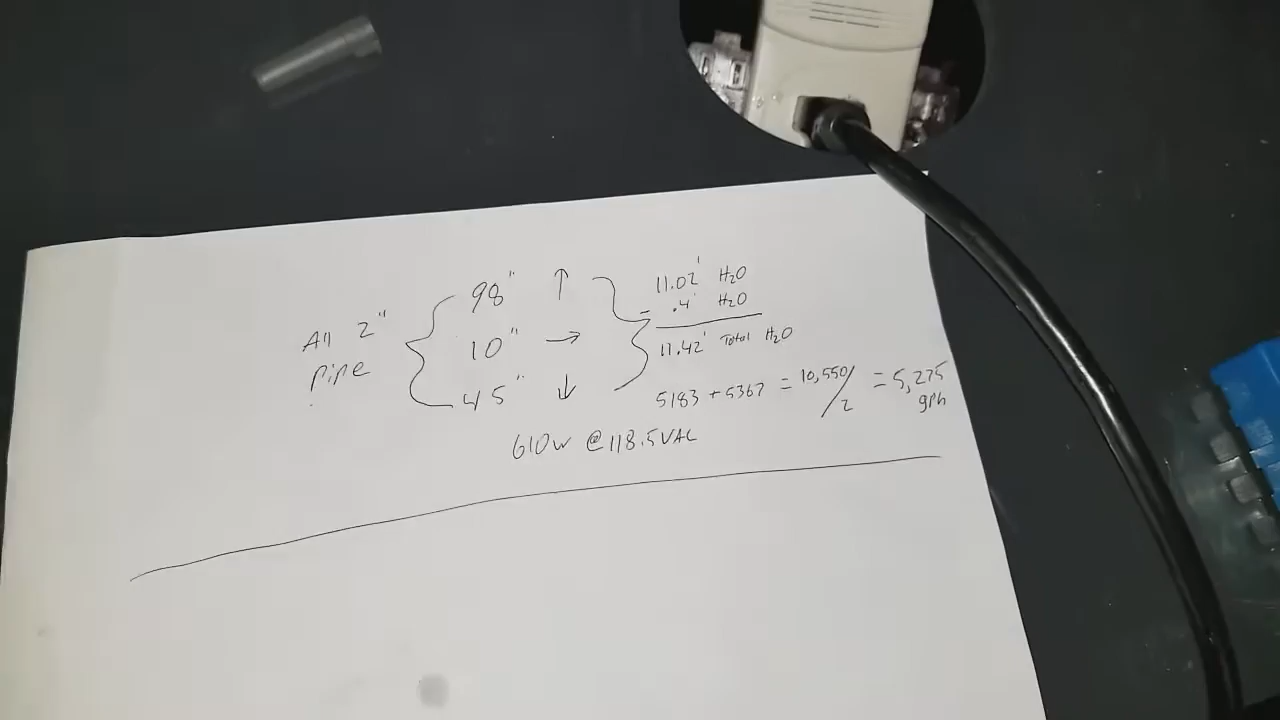 All 2"
pipe
98" ↑
10" →
45" ↓
= 11.02' H₂O
.4' H₂O
11.42' Total H₂O
5183 + 5367 = 10,550/2 = 5,275
gph
610w @ 118.5VAC